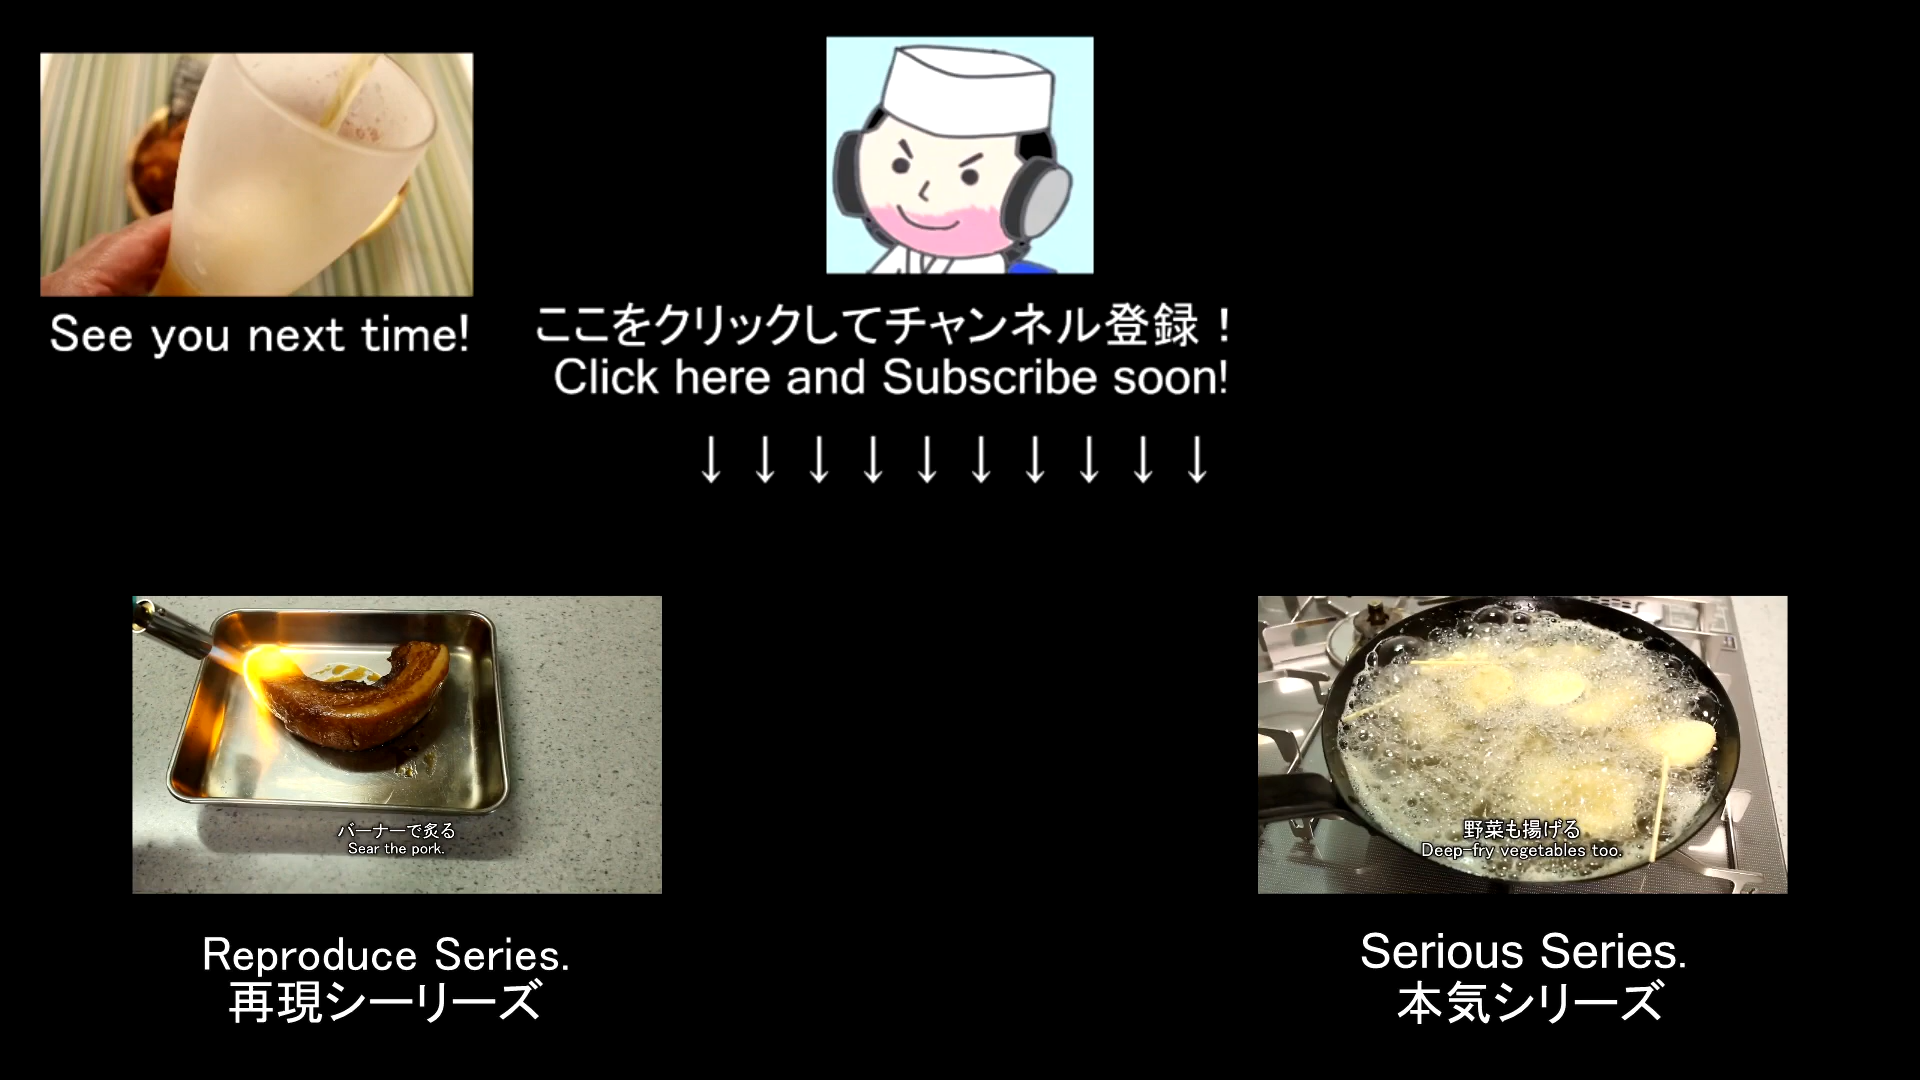 See you next time!
ここをクリックしてチャンネル登録！
Click here and Subscribe soon!
↓ ↓ ↓ ↓ ↓ ↓ ↓ ↓ ↓ ↓
バーナーで炙る
Sear the pork.
野菜も揚げる
Deep-fry vegetables too.
Reproduce Series.
再現シーリーズ
Serious Series.
本気シリーズ